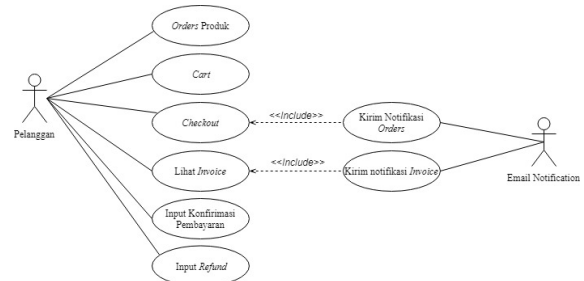 Orders Produk
Cart
Pelanggan
Checkout
<<Include>>
Kirim Notifikasi
Orders
Lihat Invoice
<<Include>>
Kirim notifikasi Invoice
Email Notification
Input Konfirmasi
Pembayaran
Input Refund